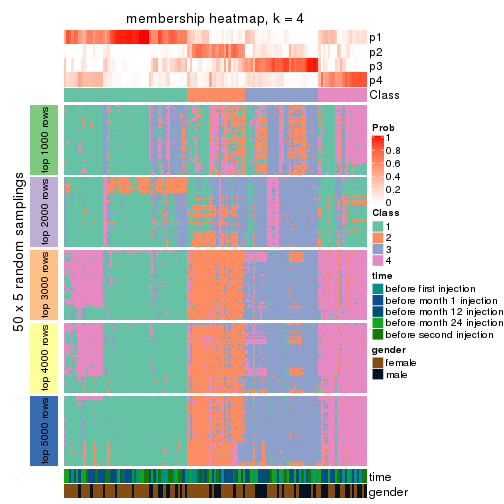 membership heatmap, k = 4
p1
p2
p3
p4
Class
50 x 5 random samplings
top 1000 rows
top 2000 rows
top 3000 rows
top 4000 rows
top 5000 rows
Prob
1
0.8
0.6
0.4
0.2
0
Class
1
2
3
4
time
before first injection
before month 1 injection
before month 12 injection
before month 24 injection
before second injection
gender
female
male
time
gender